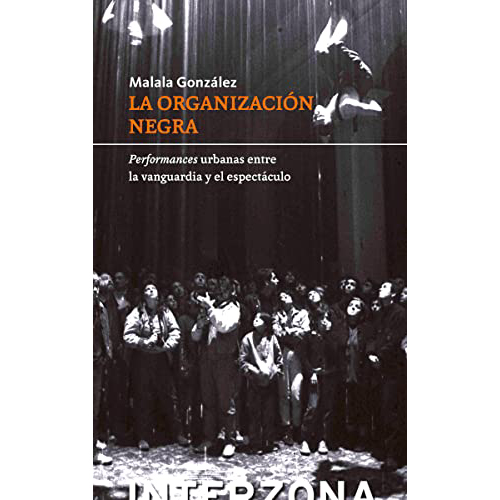 Malala González
LA ORGANIZACIÓN
NEGRA
Performances urbanas entre
la vanguardia y el espectáculo
INTERZONA